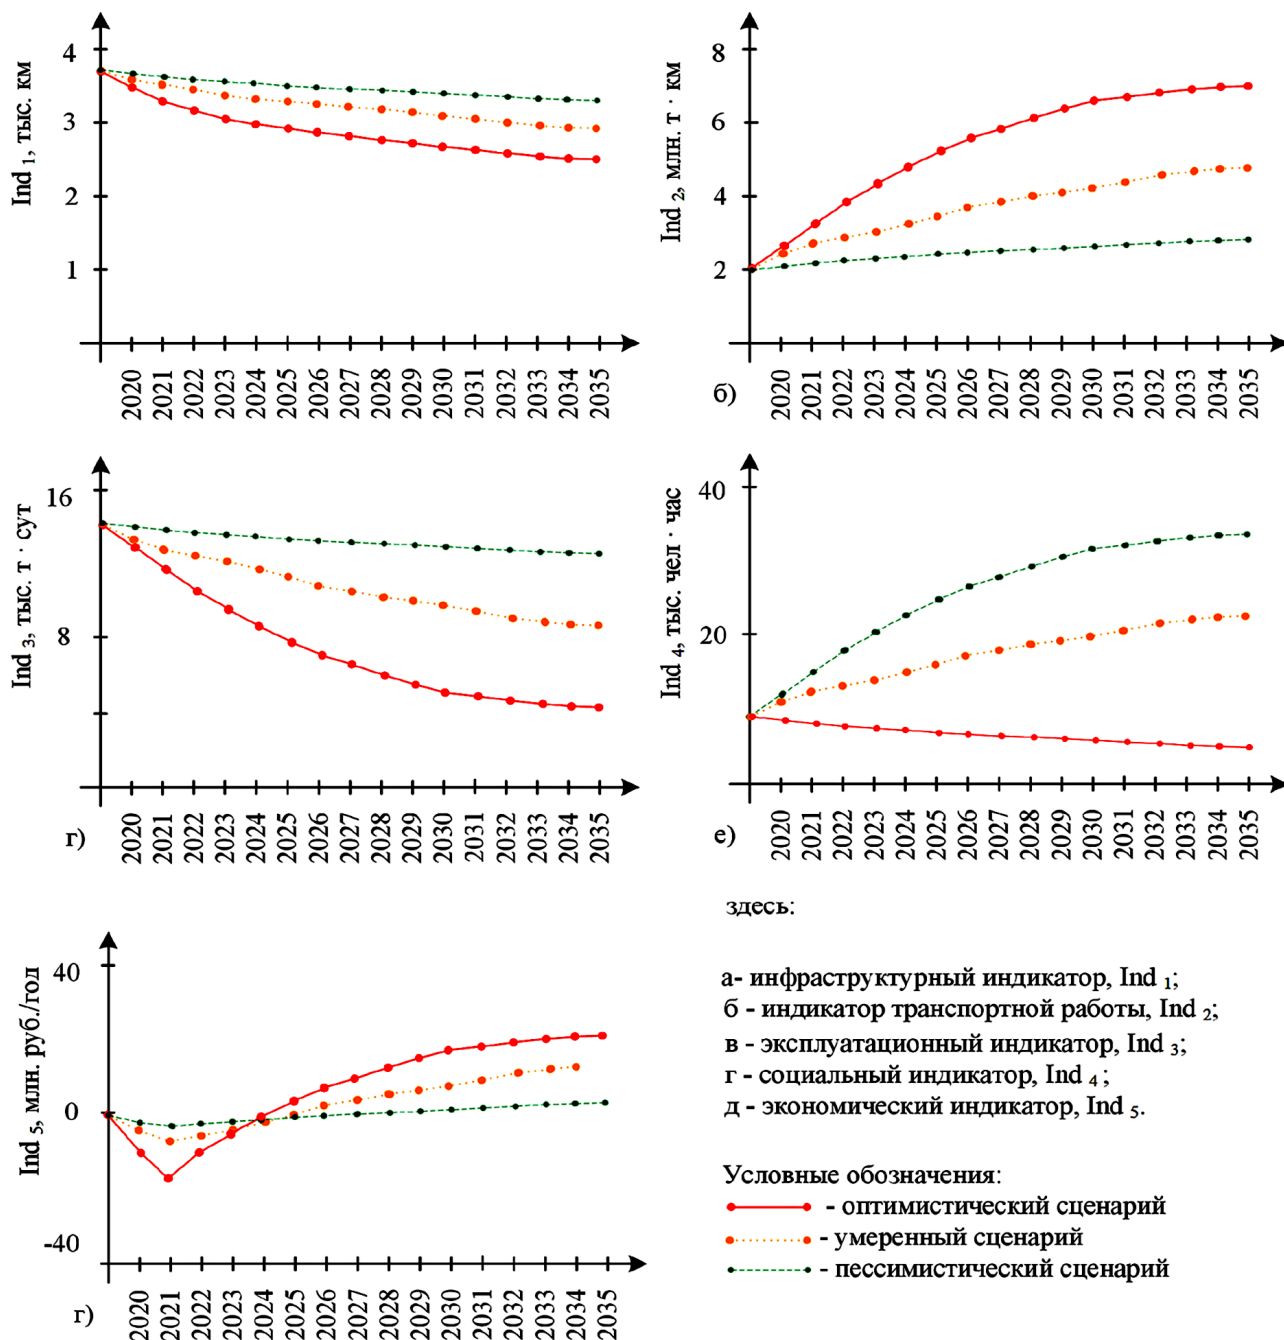 4
3
2
1
Ind 1, тыс. км
2020 2021 2022 2023 2024 2025 2026 2027 2028 2029 2030 2031 2032 2033 2034 2035
8
6
4
2
Ind 2, млн. т · км
б)
2020 2021 2022 2023 2024 2025 2026 2027 2028 2029 2030 2031 2032 2033 2034 2035
16
8
Ind 3, тыс. т · сут
г)
2020 2021 2022 2023 2024 2025 2026 2027 2028 2029 2030 2031 2032 2033 2034 2035
40
20
Ind 4, тыс. чел · час
е)
2020 2021 2022 2023 2024 2025 2026 2027 2028 2029 2030 2031 2032 2033 2034 2035
40
0
-40
Ind 5, млн. руб./год
г)
2020 2021 2022 2023 2024 2025 2026 2027 2028 2029 2030 2031 2032 2033 2034 2035
здесь:
а- инфраструктурный индикатор, Ind 1;
б - индикатор транспортной работы, Ind 2;
в - эксплуатационный индикатор, Ind 3;
г - социальный индикатор, Ind 4;
д - экономический индикатор, Ind 5.
Условные обозначения:
- оптимистический сценарий
- умеренный сценарий
- пессимистический сценарий